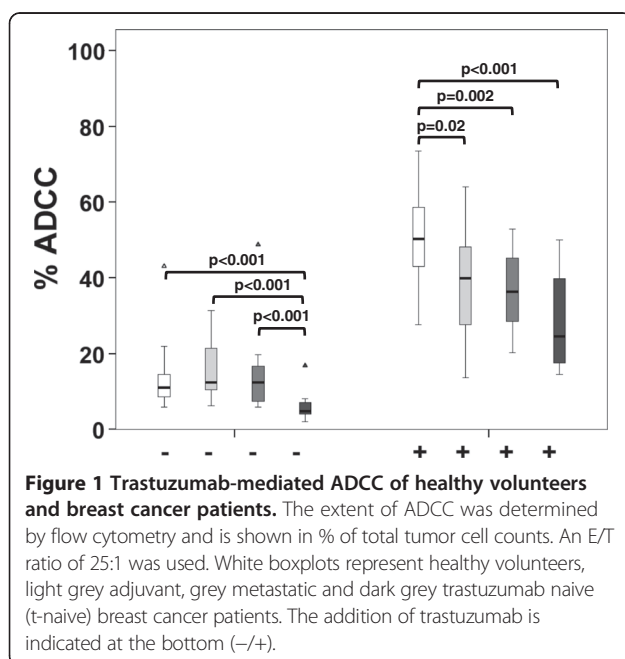 100
80
60
40
20
0
% ADCC
p<0.001
p=0.002
p=0.02
p<0.001
p<0.001
p<0.001
- - - - + + + +
Figure 1 Trastuzumab-mediated ADCC of healthy volunteers
and breast cancer patients. The extent of ADCC was determined
by flow cytometry and is shown in % of total tumor cell counts. An E/T
ratio of 25:1 was used. White boxplots represent healthy volunteers,
light grey adjuvant, grey metastatic and dark grey trastuzumab naive
(t-naive) breast cancer patients. The addition of trastuzumab is
indicated at the bottom (−/+).